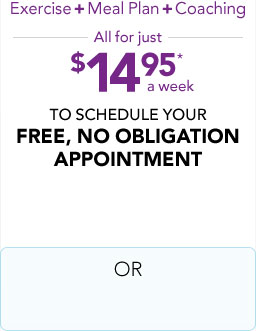 Exercise + Meal Plan + Coaching
All for just
$14.95*
a week
TO SCHEDULE YOUR
FREE, NO OBLIGATION
APPOINTMENT
OR